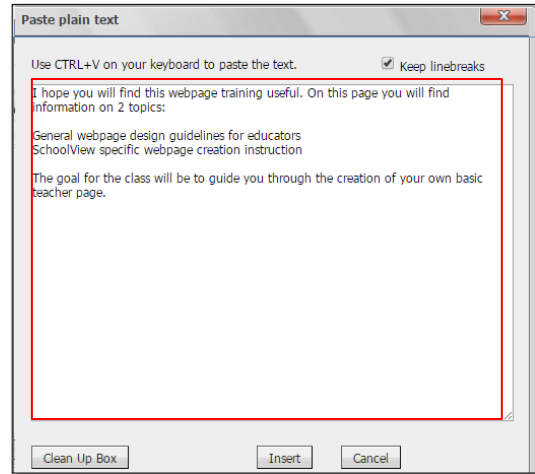 Paste plain text
Use CTRL+V on your keyboard to paste the text.
Keep linebreaks
I hope you will find this webpage training useful. On this page you will find
information on 2 topics:
General webpage design guidelines for educators
SchoolView specific webpage creation instruction
The goal for the class will be to guide you through the creation of your own basic
teacher page.
Clean Up Box
Insert
Cancel